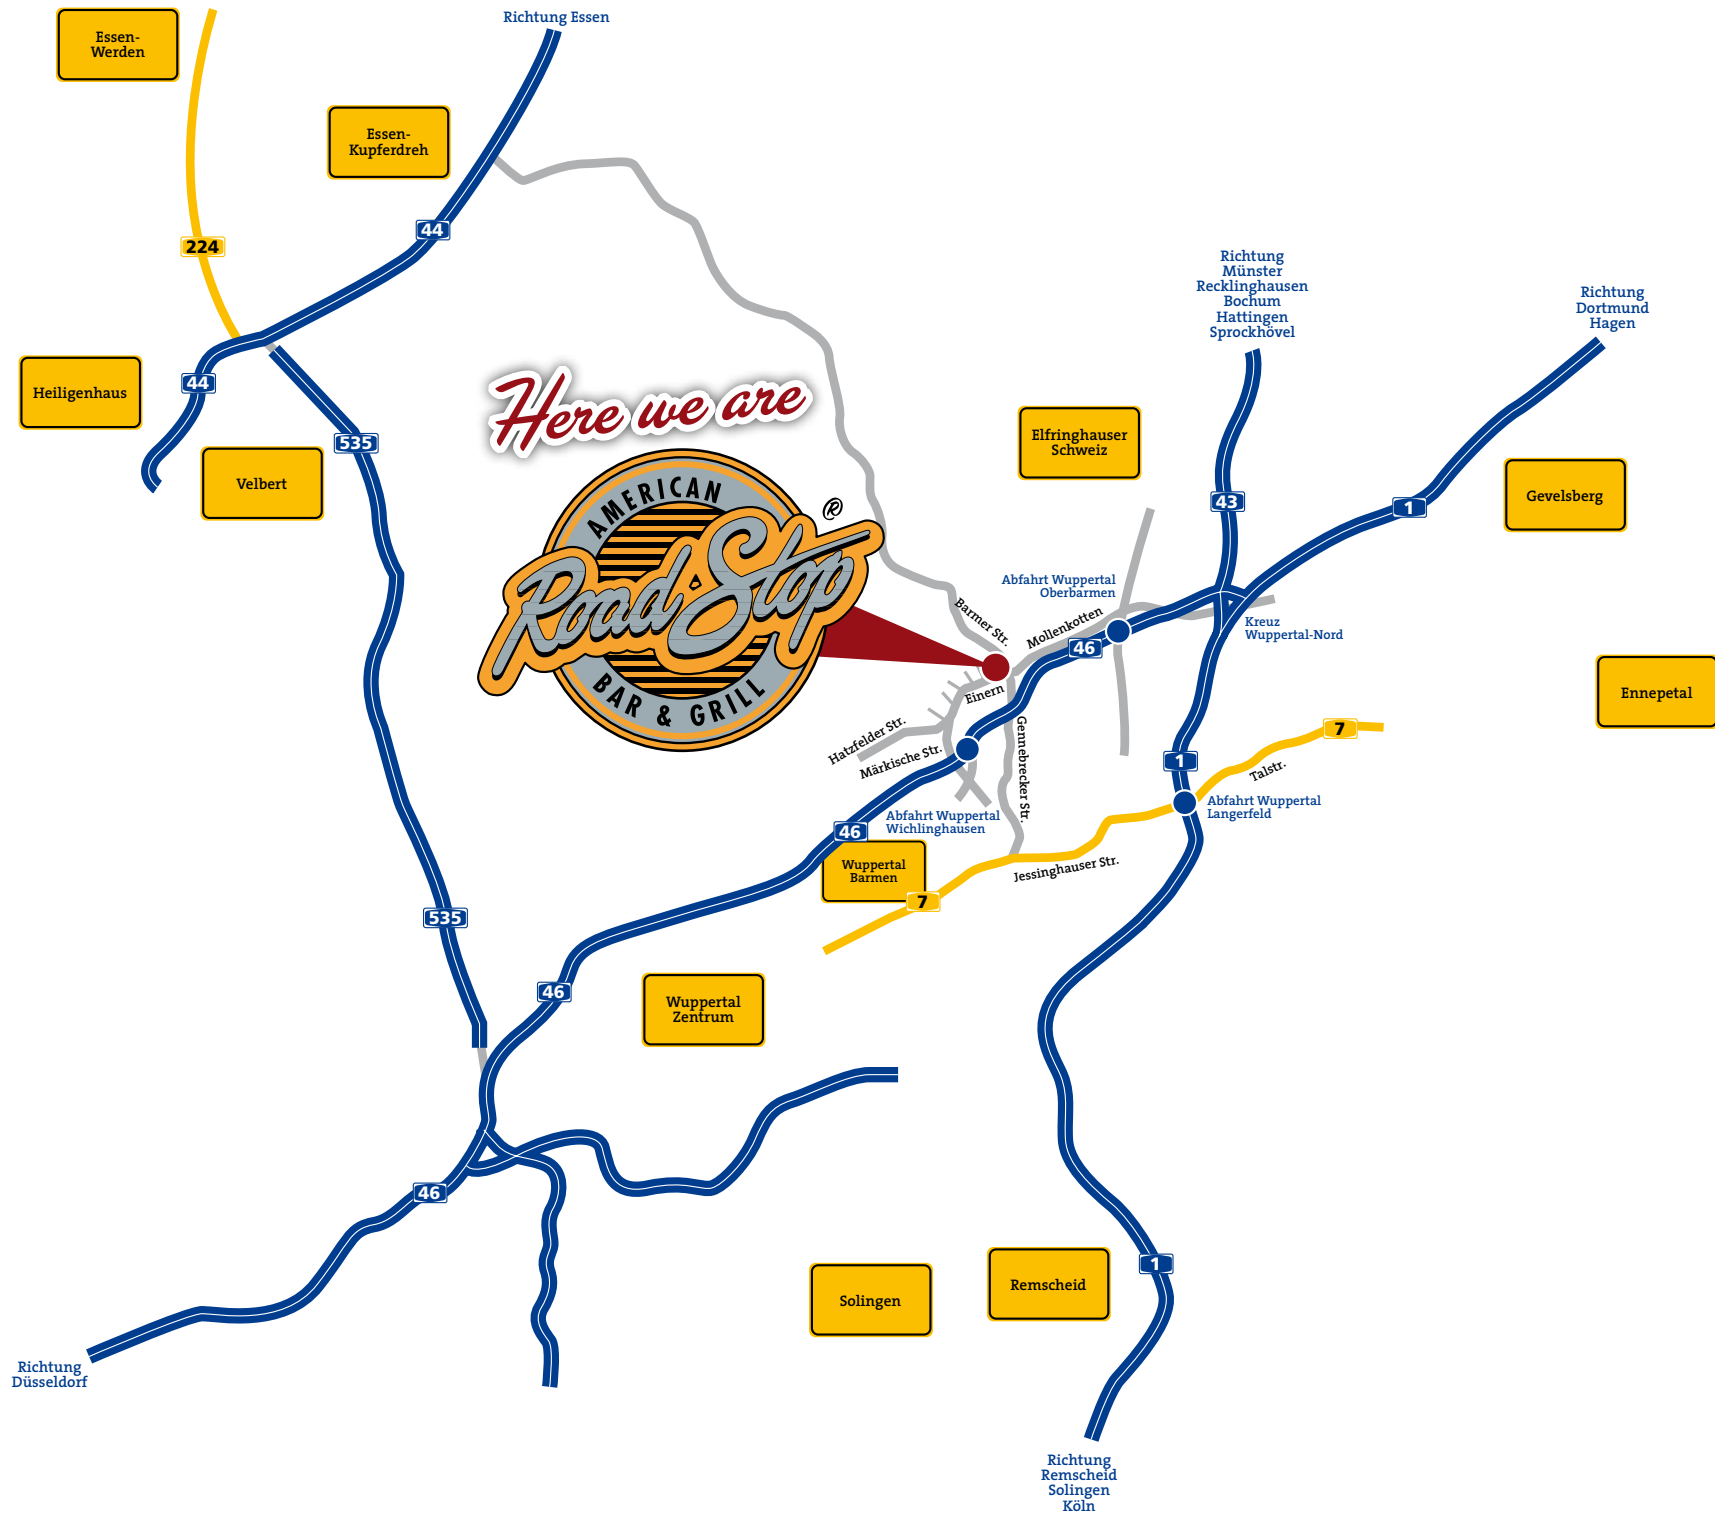 Richtung Essen
Essen-
Werden
Essen-
Kupferdreh
44
224
Richtung
Münster
Recklinghausen
Bochum
Hattingen
Sprockhövel
Richtung
Dortmund
Hagen
Heiligenhaus
44
535
Velbert
Here we are
AMERICAN
Road Stop
®
BAR & GRILL
Elfringhauser
Schweiz
43
1
Gevelsberg
Abfahrt Wuppertal
Oberbarmen
Barmer Str.
Mollenkotten
46
Kreuz
Wuppertal-Nord
Einern
Ennepetal
Hatzfelder Str.
Märkische Str.
Gennebrecker Str.
7
1
Talstr.
Abfahrt Wuppertal
Langerfeld
Abfahrt Wuppertal
Wichlinghausen
46
Wuppertal
Barmen
Jessinghauser Str.
7
535
46
Wuppertal
Zentrum
46
1
Solingen
Remscheid
Richtung
Düsseldorf
Richtung
Remscheid
Solingen
Köln